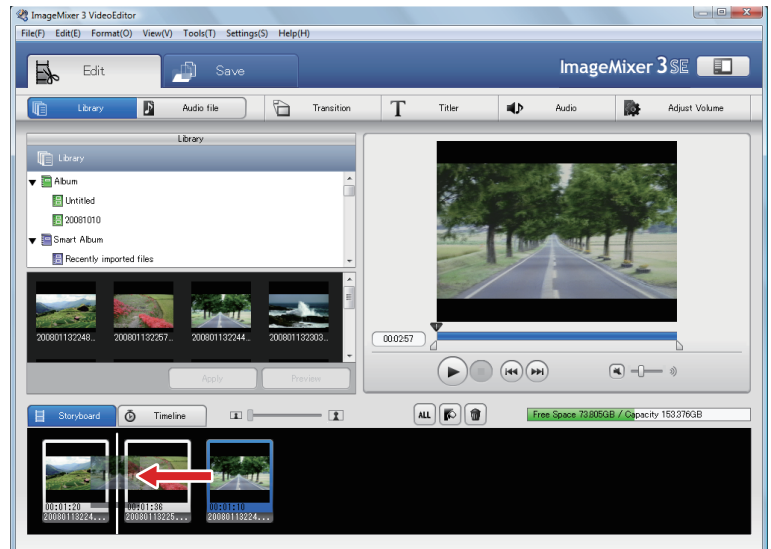 ImageMixer 3 VideoEditor
File(F) Edit(E) Format(O) View(V) Tools(T) Settings(S) Help(H)
Edit
Save
ImageMixer 3 SE
Library
Audio file
Transition
T Titler
Audio
Adjust Volume
Library
Library
Album
Untitled
20081010
Smart Album
Recently imported files
200801132248...
200801132257...
200801132244...
200801132303...
Apply
Preview
00:02:57
Storyboard
Timeline
ALL
Free Space 73.805GB / Capacity 153.376GB
00:01:20
00:01:36
00:01:10
20080113224...
20080113225...
20080113224...